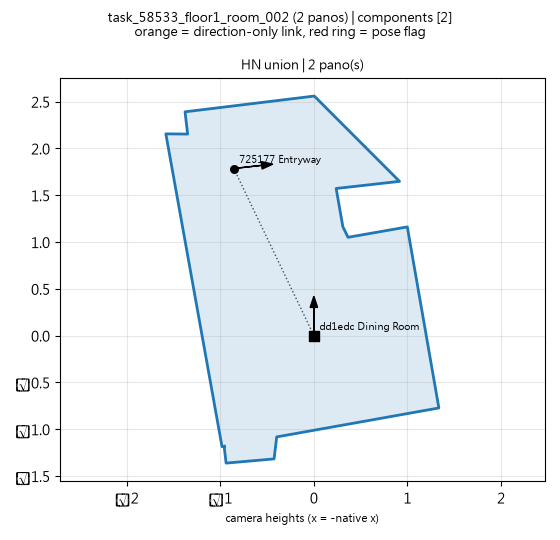 task_58533_floor1_room_002 (2 panos) | components [2]
orange = direction-only link, red ring = pose flag
HN union | 2 pano(s)
2.5
2.0
1.5
1.0
0.5
0.0
0.5
1.0
1.5
725177 Entryway
dd1edc Dining Room
2 1 0 1 2
camera heights (x = -native x)